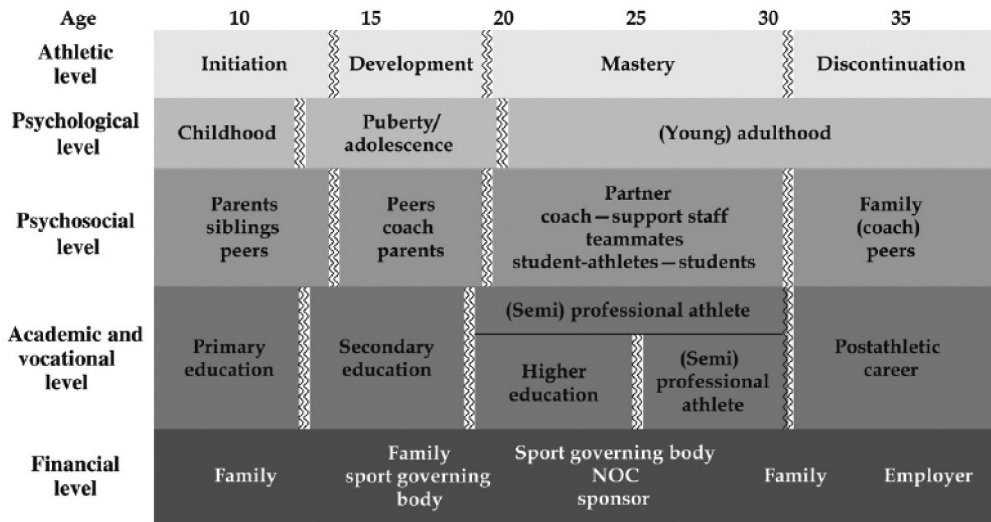 Age 10 15 20 25 30 35
Athletic
level
Initiation
Development
Mastery
Discontinuation
Psychological
level
Childhood
Puberty/
adolescence
(Young) adulthood
Psychosocial
level
Parents
siblings
peers
Peers
coach
parents
Partner
coach—support staff
teammates
student-athletes—students
Family
(coach)
peers
Academic and
vocational
level
Primary
education
Secondary
education
(Semi) professional athlete
Higher
education
(Semi)
professional
athlete
Postathletic
career
Financial
level
Family
Family
sport governing
body
Sport governing body
NOC
sponsor
Family
Employer